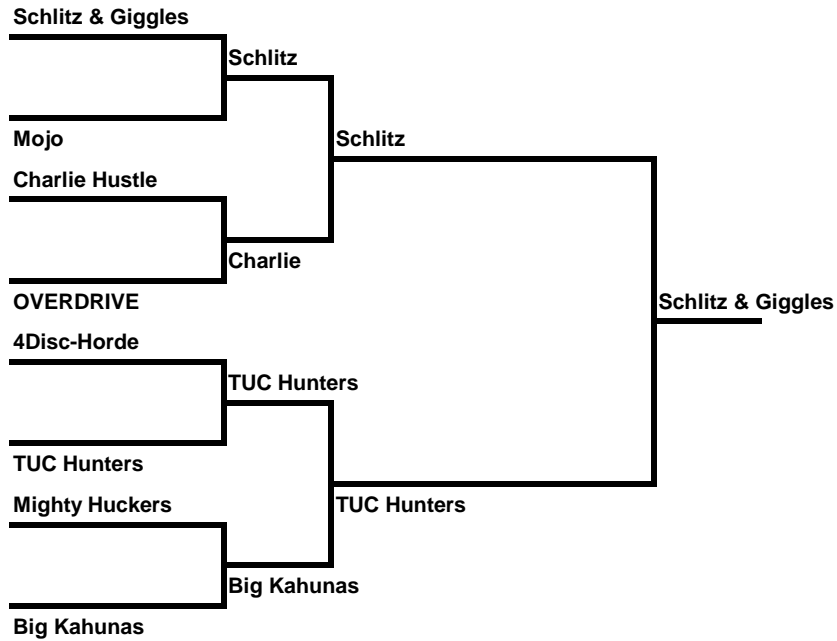 Schlitz & Giggles
Schlitz
Mojo
Schlitz
Charlie Hustle
Charlie
OVERDRIVE
Schlitz & Giggles
4Disc-Horde
TUC Hunters
TUC Hunters
Mighty Huckers
TUC Hunters
Big Kahunas
Big Kahunas